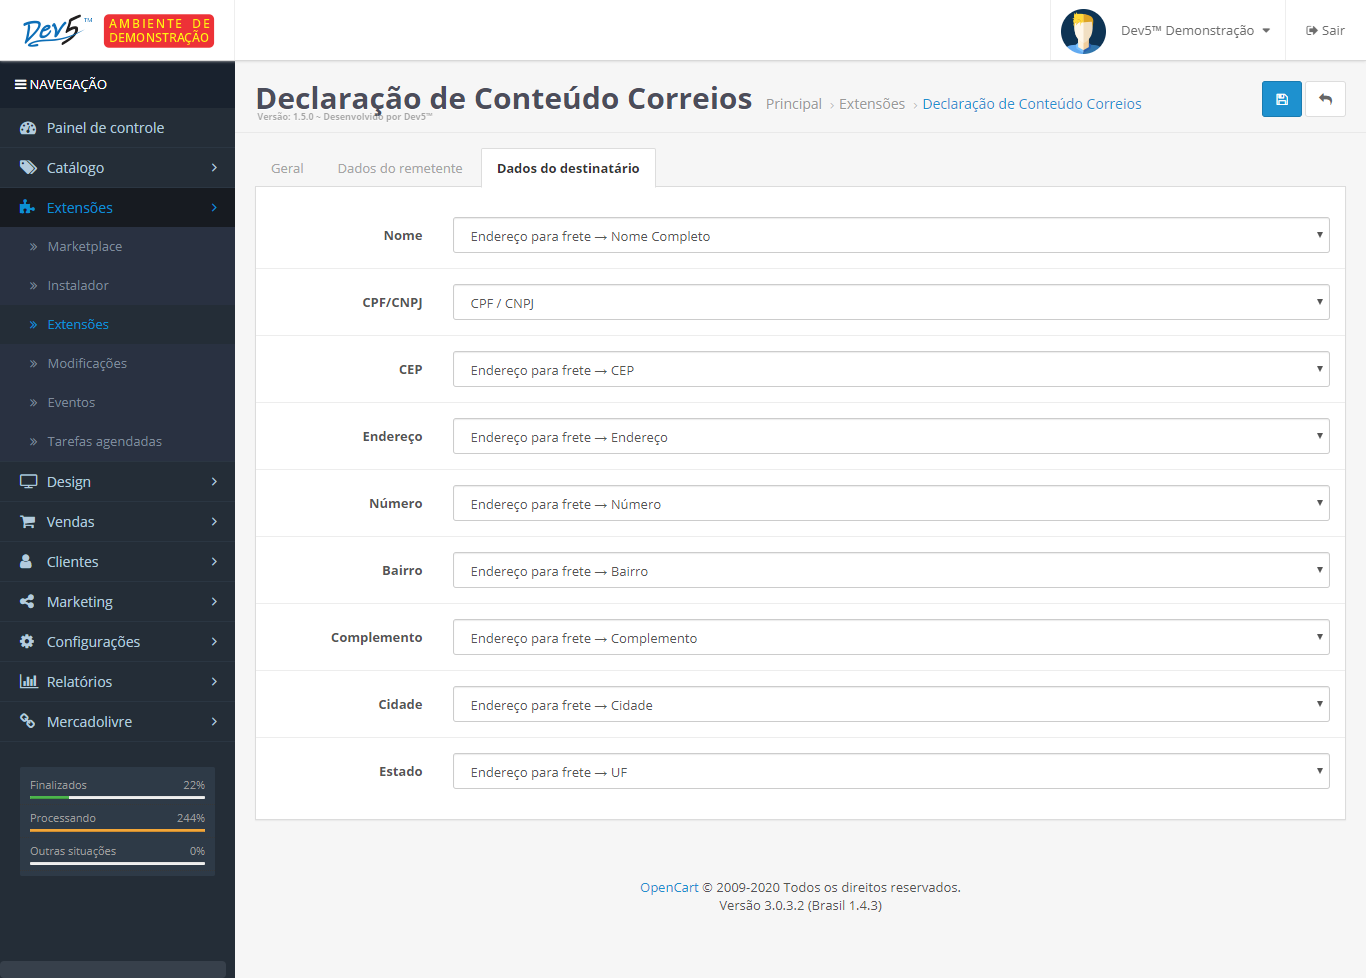 Dev5™
AMBIENTE DE
DEMONSTRAÇÃO
Dev5™ Demonstração
Sair
NAVEGAÇÃO
Painel de controle
Catálogo
Extensões
Marketplace
Instalador
Extensões
Modificações
Eventos
Tarefas agendadas
Design
Vendas
Clientes
Marketing
Configurações
Relatórios
Mercadolivre
Finalizados 22%
Processando 244%
Outras situações 0%
Declaração de Conteúdo Correios
Principal › Extensões › Declaração de Conteúdo Correios
Versão: 1.5.0 ~ Desenvolvido por Dev5™
Geral
Dados do remetente
Dados do destinatário
Nome Endereço para frete → Nome Completo
CPF/CNPJ CPF / CNPJ
CEP Endereço para frete → CEP
Endereço Endereço para frete → Endereço
Número Endereço para frete → Número
Bairro Endereço para frete → Bairro
Complemento Endereço para frete → Complemento
Cidade Endereço para frete → Cidade
Estado Endereço para frete → UF
OpenCart © 2009-2020 Todos os direitos reservados.
Versão 3.0.3.2 (Brasil 1.4.3)